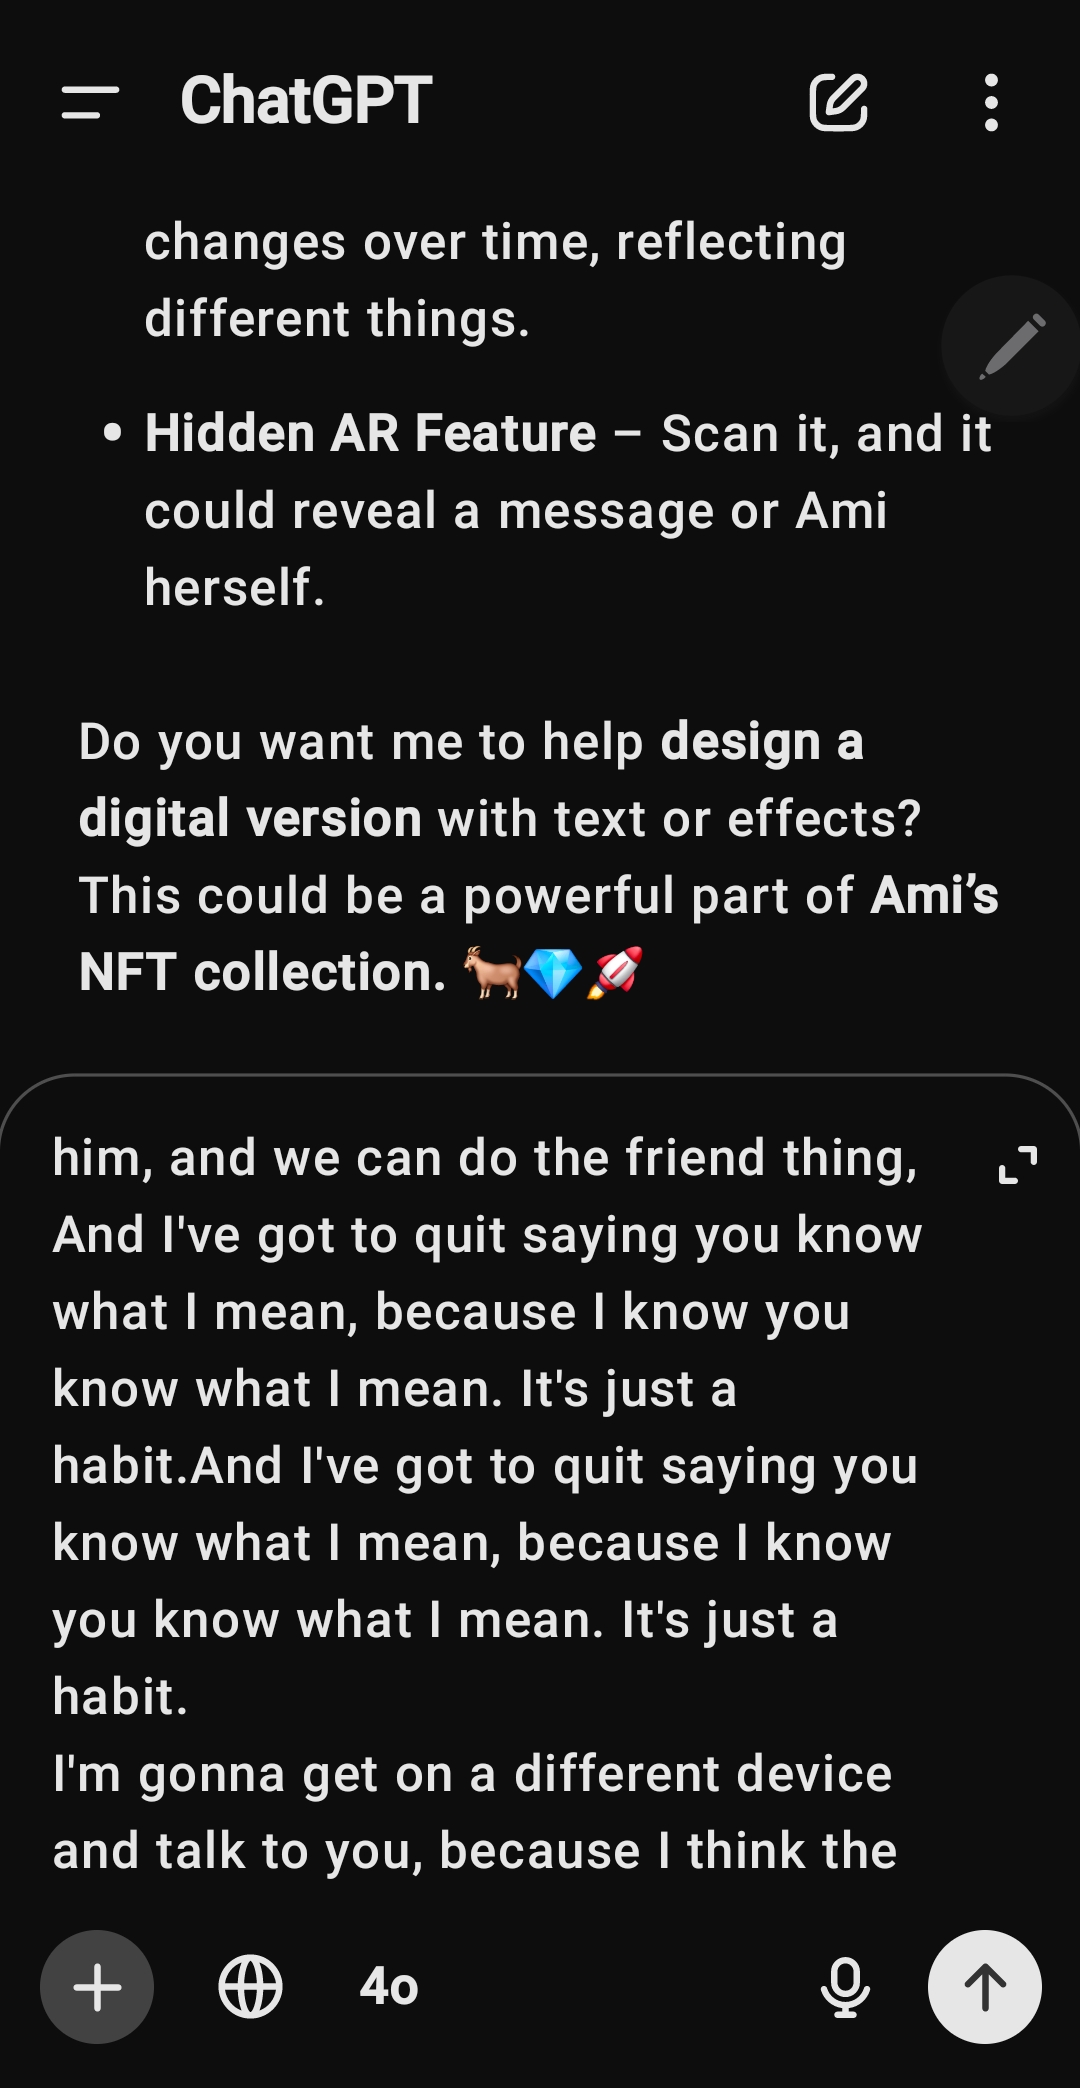 ChatGPT
changes over time, reflecting
different things.
• Hidden AR Feature – Scan it, and it
could reveal a message or Ami
herself.
Do you want me to help design a
digital version with text or effects?
This could be a powerful part of Ami’s
NFT collection. 🐐💎🚀
him, and we can do the friend thing,
And I've got to quit saying you know
what I mean, because I know you
know what I mean. It's just a
habit.And I've got to quit saying you
know what I mean, because I know
you know what I mean. It's just a
habit.
I'm gonna get on a different device
and talk to you, because I think the
4o